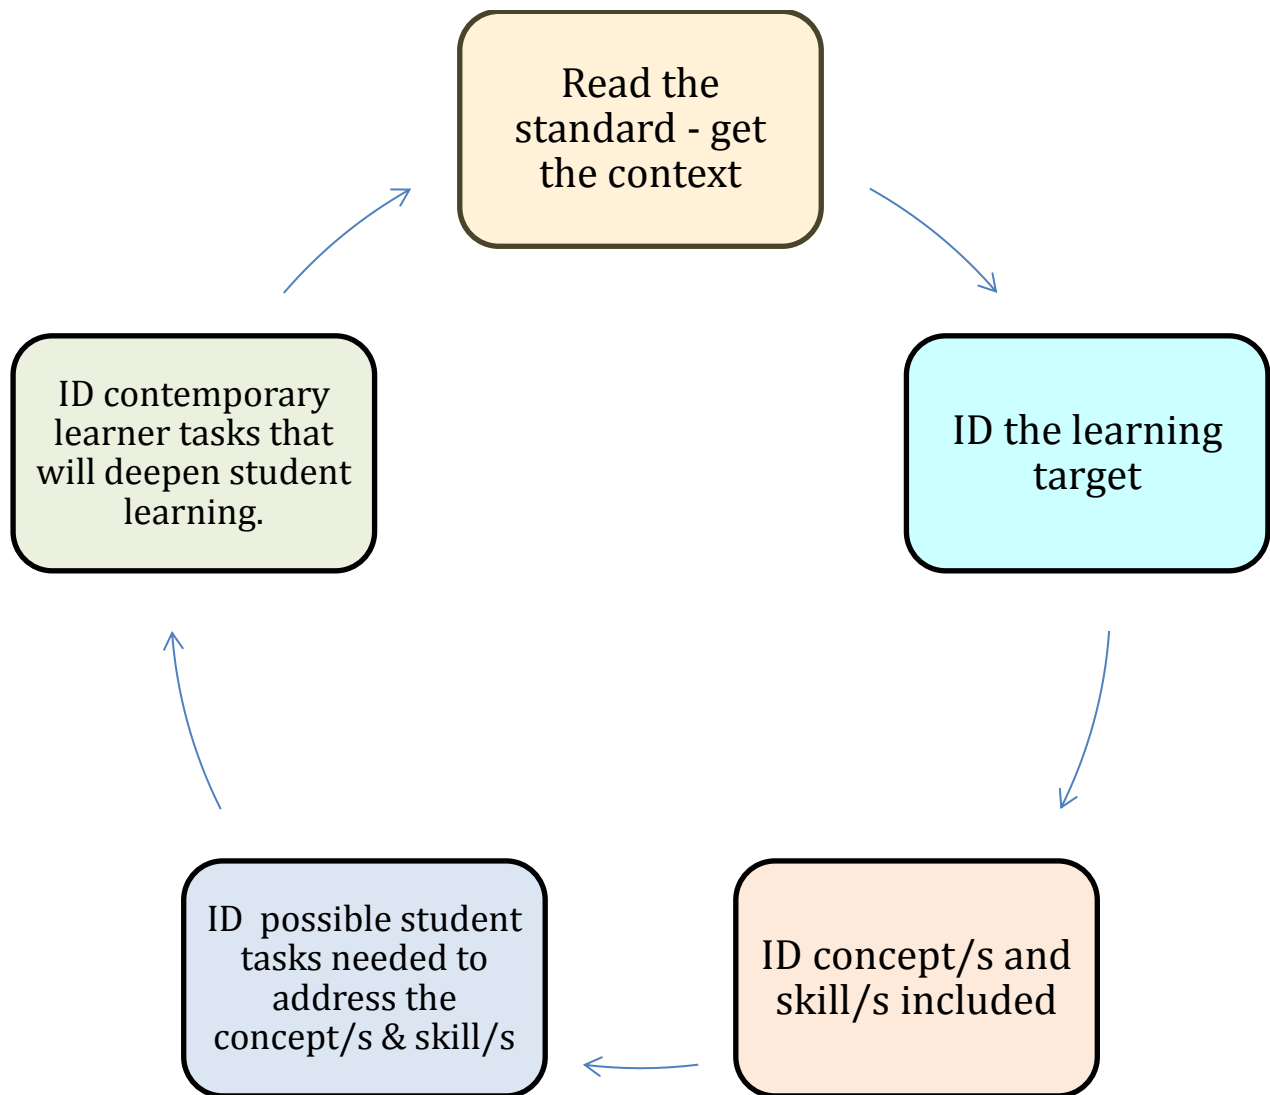 Read the
standard - get
the context
ID the learning
target
ID concept/s and
skill/s included
ID  possible student
tasks needed to
address the
concept/s & skill/s
ID contemporary
learner tasks that
will deepen student
learning.